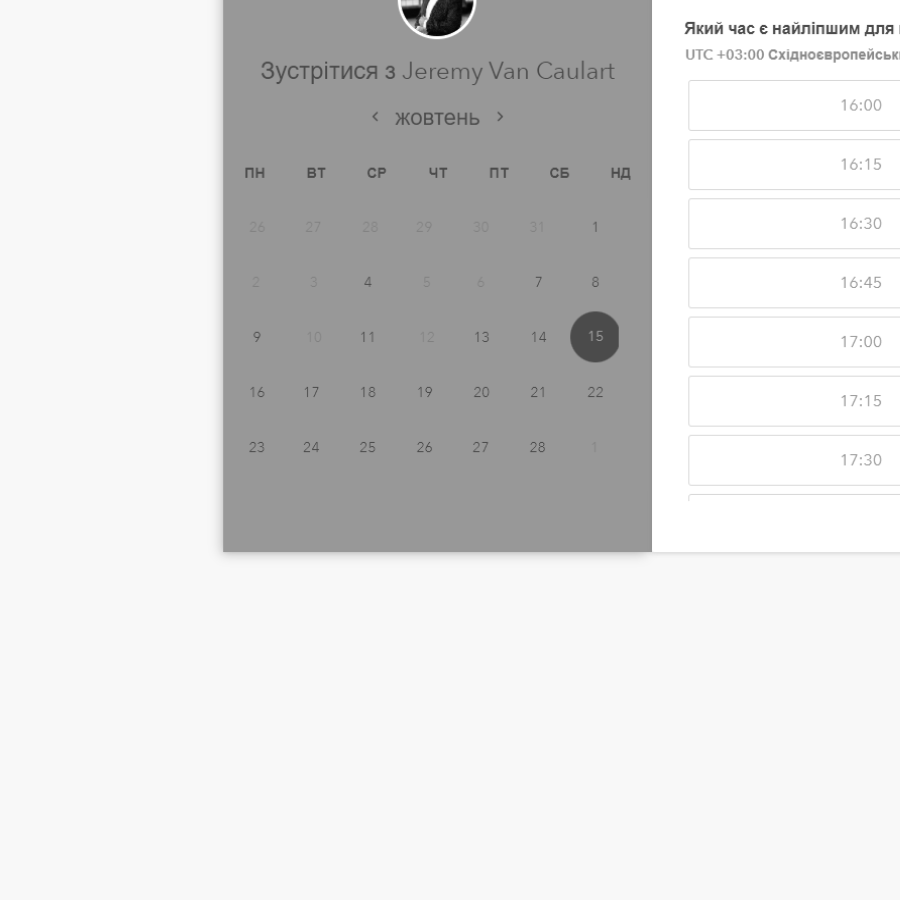 Зустрітися з Jeremy Van Caulart
жовтень
ПН ВТ СР ЧТ ПТ СБ НД
26 27 28 29 30 31 1
2 3 4 5 6 7 8
9 10 11 12 13 14 15
16 17 18 19 20 21 22
23 24 25 26 27 28 1
Який час є найліпшим для
UTC +03:00 Східноєвропейськ
16:00
16:15
16:30
16:45
17:00
17:15
17:30